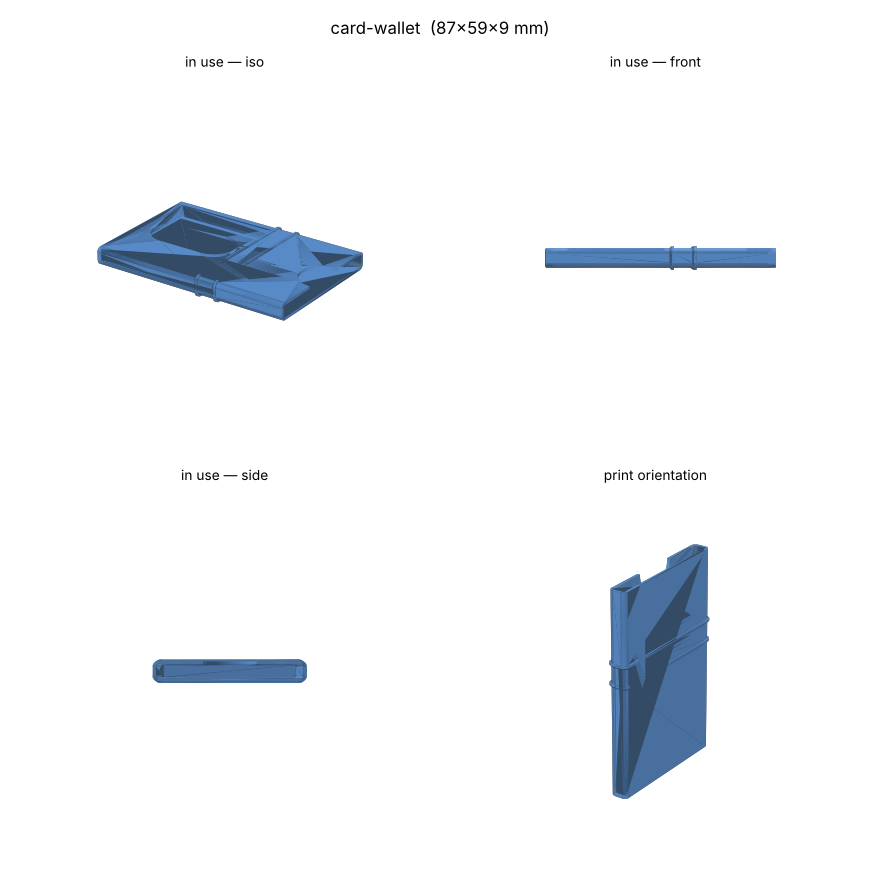 card-wallet (87×59×9 mm)
in use — iso
in use — front
in use — side
print orientation